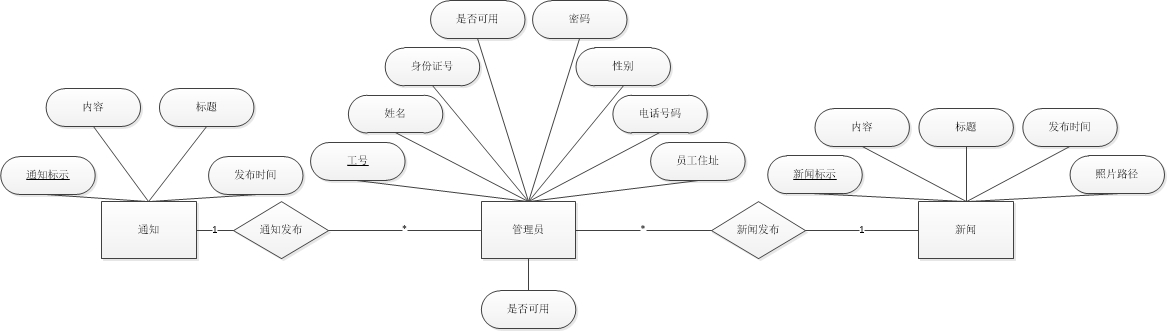 是否可用
密码
身份证号
性别
内容
标题
姓名
电话号码
内容
标题
发布时间
通知标示
发布时间
工号
员工住址
新闻标示
照片路径
通知
1
通知发布
*
管理员
*
新闻发布
1
新闻
是否可用